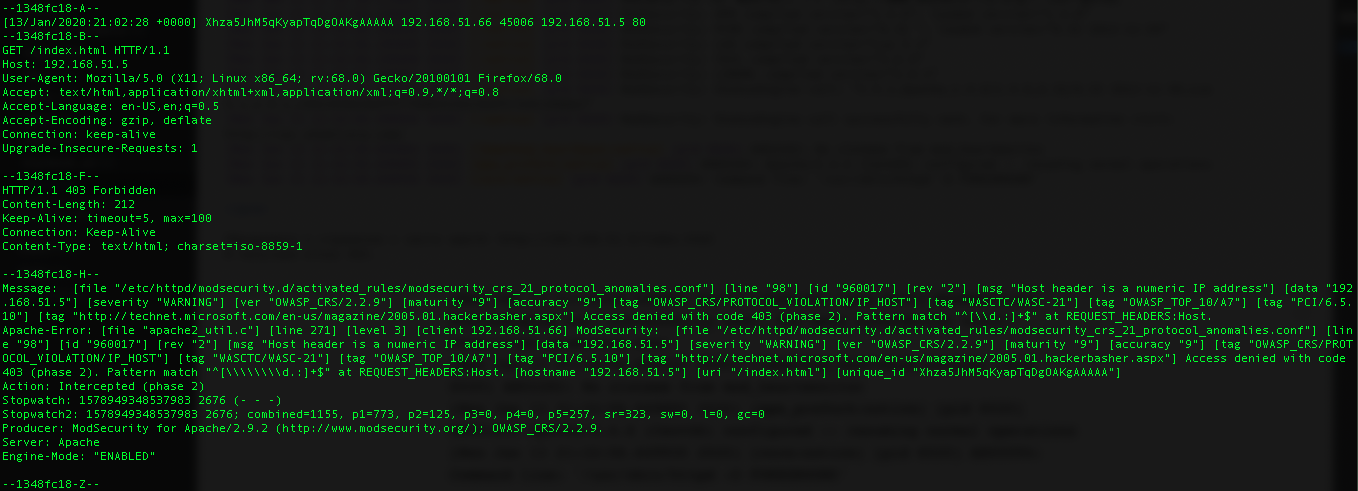 --1348fc18-A--
[13/Jan/2020:21:02:28 +0000] Xhza5JhM5qKyapTqDgOAKgAAAAA 192.168.51.66 45006 192.168.51.5 80
--1348fc18-B--
GET /index.html HTTP/1.1
Host: 192.168.51.5
User-Agent: Mozilla/5.0 (X11; Linux x86_64; rv:68.0) Gecko/20100101 Firefox/68.0
Accept: text/html,application/xhtml+xml,application/xml;q=0.9,*/*;q=0.8
Accept-Language: en-US,en;q=0.5
Accept-Encoding: gzip, deflate
Connection: keep-alive
Upgrade-Insecure-Requests: 1
--1348fc18-F--
HTTP/1.1 403 Forbidden
Content-Length: 212
Keep-Alive: timeout=5, max=100
Connection: Keep-Alive
Content-Type: text/html; charset=iso-8859-1
--1348fc18-H--
Message:  [file "/etc/httpd/modsecurity.d/activated_rules/modsecurity_crs_21_protocol_anomalies.conf"] [line "98"] [id "960017"] [rev "2"] [msg "Host header is a numeric IP address"] [data "192
.168.51.5"] [severity "WARNING"] [ver "OWASP_CRS/2.2.9"] [maturity "9"] [accuracy "9"] [tag "OWASP_CRS/PROTOCOL_VIOLATION/IP_HOST"] [tag "WASCTC/WASC-21"] [tag "OWASP_TOP_10/A7"] [tag "PCI/6.5.
10"] [tag "http://technet.microsoft.com/en-us/magazine/2005.01.hackerbasher.aspx"] Access denied with code 403 (phase 2). Pattern match "^[\\d.:]+$" at REQUEST_HEADERS:Host.
Apache-Error: [file "apache2_util.c"] [line 271] [level 3] [client 192.168.51.66] ModSecurity:  [file "/etc/httpd/modsecurity.d/activated_rules/modsecurity_crs_21_protocol_anomalies.conf"] [lin
e "98"] [id "960017"] [rev "2"] [msg "Host header is a numeric IP address"] [data "192.168.51.5"] [severity "WARNING"] [ver "OWASP_CRS/2.2.9"] [maturity "9"] [accuracy "9"] [tag "OWASP_CRS/PROT
OCOL_VIOLATION/IP_HOST"] [tag "WASCTC/WASC-21"] [tag "OWASP_TOP_10/A7"] [tag "PCI/6.5.10"] [tag "http://technet.microsoft.com/en-us/magazine/2005.01.hackerbasher.aspx"] Access denied with code
403 (phase 2). Pattern match "^[\\\\\\\\d.:]+$" at REQUEST_HEADERS:Host. [hostname "192.168.51.5"] [uri "/index.html"] [unique_id "Xhza5JhM5qKyapTqDgOAKgAAAAA"]
Action: Intercepted (phase 2)
Stopwatch: 1578949348537983 2676 (- - -)
Stopwatch2: 1578949348537983 2676; combined=1155, p1=773, p2=125, p3=0, p4=0, p5=257, sr=323, sw=0, l=0, gc=0
Producer: ModSecurity for Apache/2.9.2 (http://www.modsecurity.org/); OWASP_CRS/2.2.9.
Server: Apache
Engine-Mode: "ENABLED"
--1348fc18-Z--